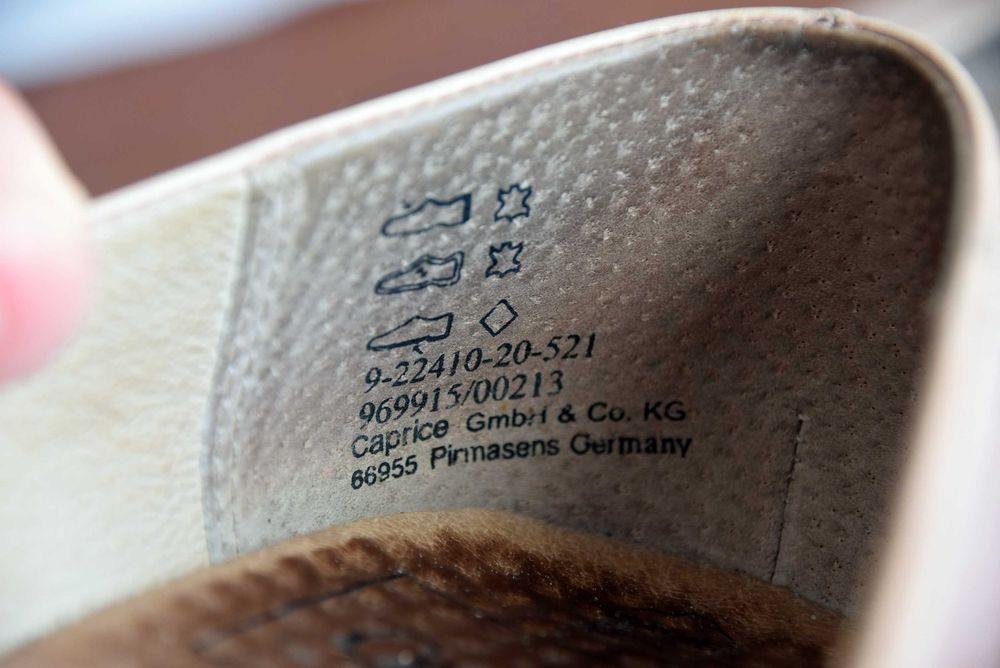 9-22410-20-521
969915/00213
Caprice GmbH & Co. KG
66955 Pirmasens Germany